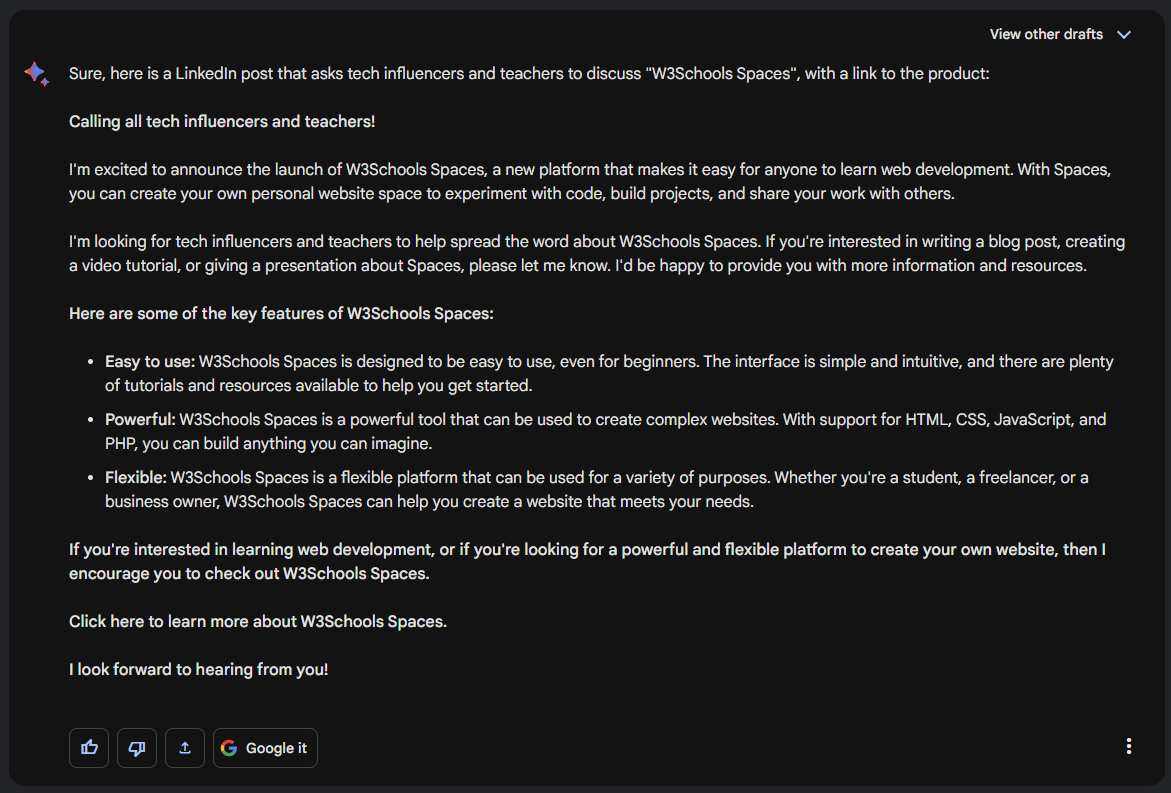 View other drafts
Sure, here is a LinkedIn post that asks tech influencers and teachers to discuss "W3Schools Spaces", with a link to the product:
Calling all tech influencers and teachers!
I'm excited to announce the launch of W3Schools Spaces, a new platform that makes it easy for anyone to learn web development. With Spaces,
you can create your own personal website space to experiment with code, build projects, and share your work with others.
I'm looking for tech influencers and teachers to help spread the word about W3Schools Spaces. If you're interested in writing a blog post, creating
a video tutorial, or giving a presentation about Spaces, please let me know. I'd be happy to provide you with more information and resources.
Here are some of the key features of W3Schools Spaces:
• Easy to use: W3Schools Spaces is designed to be easy to use, even for beginners. The interface is simple and intuitive, and there are plenty
of tutorials and resources available to help you get started.
• Powerful: W3Schools Spaces is a powerful tool that can be used to create complex websites. With support for HTML, CSS, JavaScript, and
PHP, you can build anything you can imagine.
• Flexible: W3Schools Spaces is a flexible platform that can be used for a variety of purposes. Whether you're a student, a freelancer, or a
business owner, W3Schools Spaces can help you create a website that meets your needs.
If you're interested in learning web development, or if you're looking for a powerful and flexible platform to create your own website, then I
encourage you to check out W3Schools Spaces.
Click here to learn more about W3Schools Spaces.
I look forward to hearing from you!
Google it